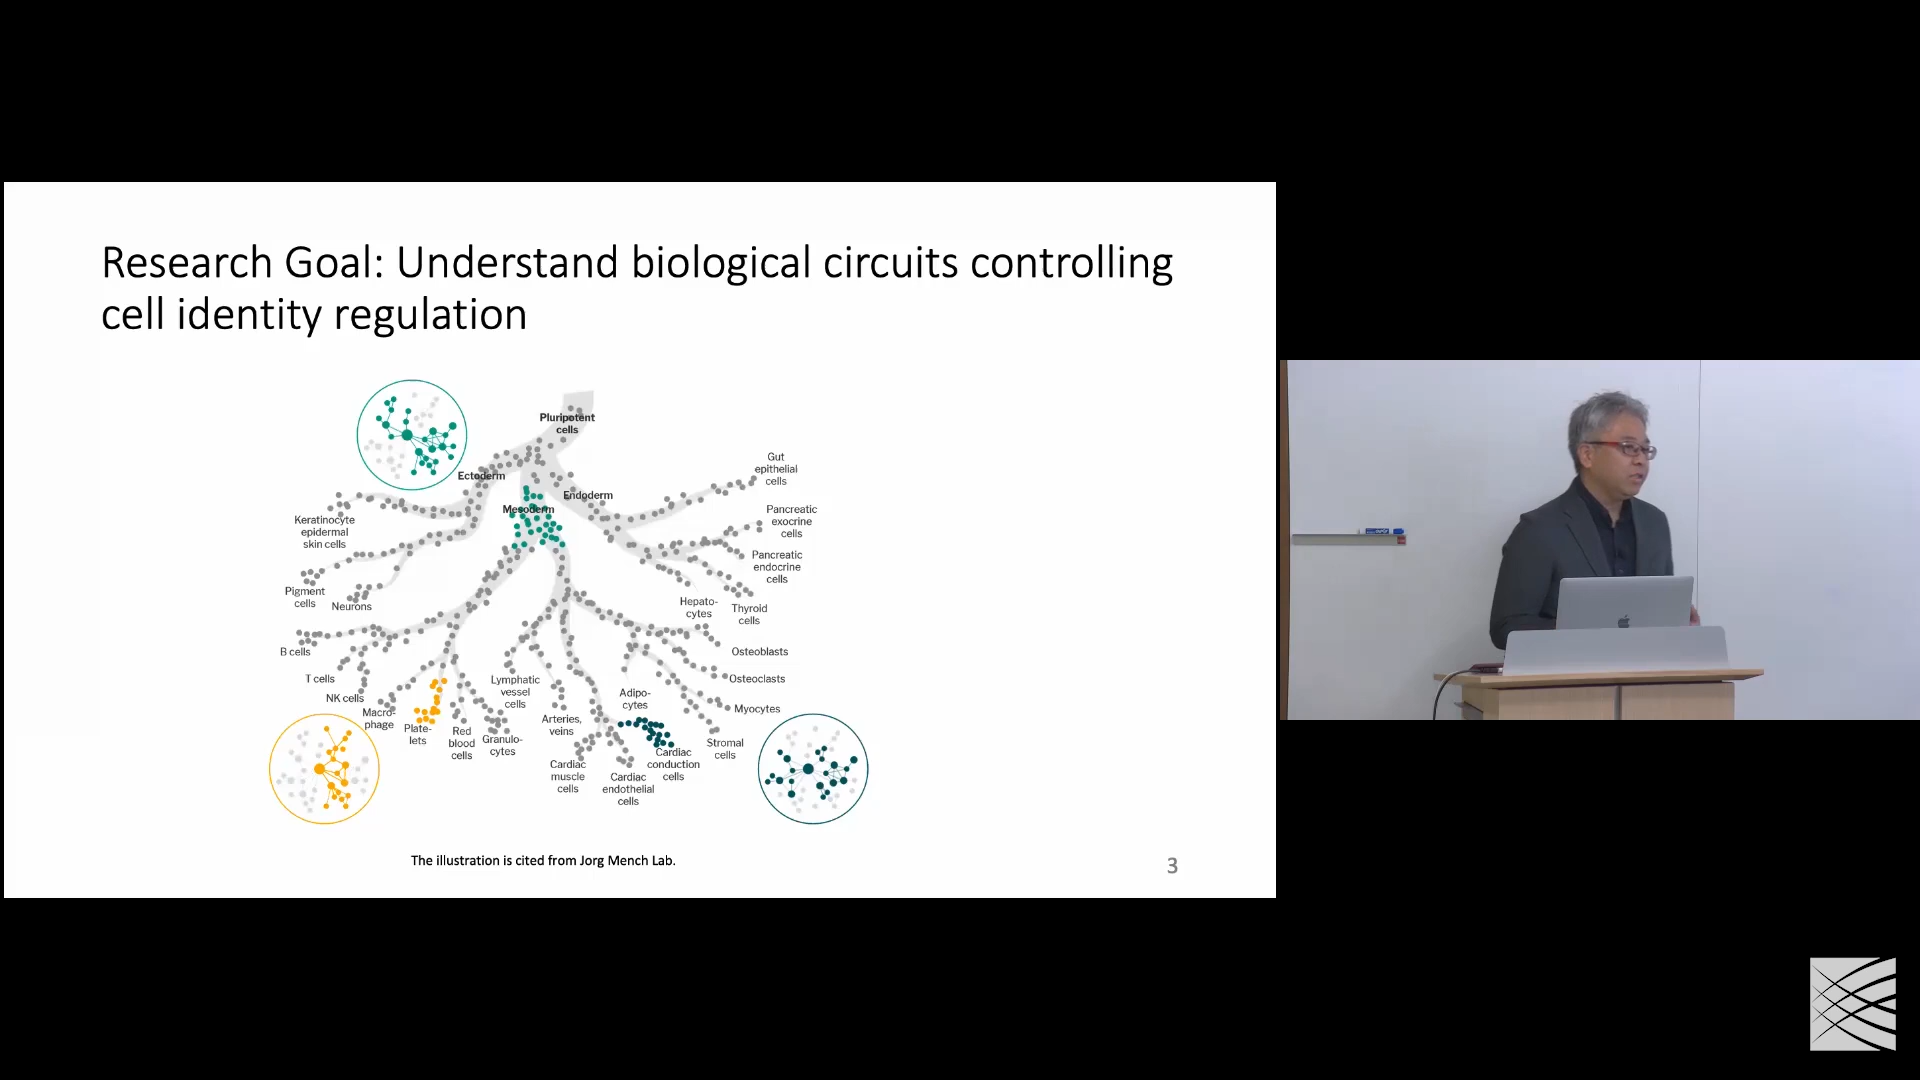 Research Goal: Understand biological circuits controlling
cell identity regulation
Pluripotent
cells
Ectoderm
Endoderm
Mesoderm
Gut
epithelial
cells
Keratinocyte
epidermal
skin cells
Pancreatic
exocrine
cells
Pancreatic
endocrine
cells
Pigment
cells
Neurons
Hepato-
cytes
Thyroid
cells
B cells
Osteoblasts
T cells
Lymphatic
vessel
cells
Osteoclasts
NK cells
Adipo-
cytes
Macro-
phage
Myocytes
Plate-
lets
Red
blood
cells
Granulo-
cytes
Arteries,
veins
Stromal
cells
Cardiac
conduction
cells
Cardiac
muscle
cells
Cardiac
endothelial
cells
The illustration is cited from Jorg Mench Lab.
3